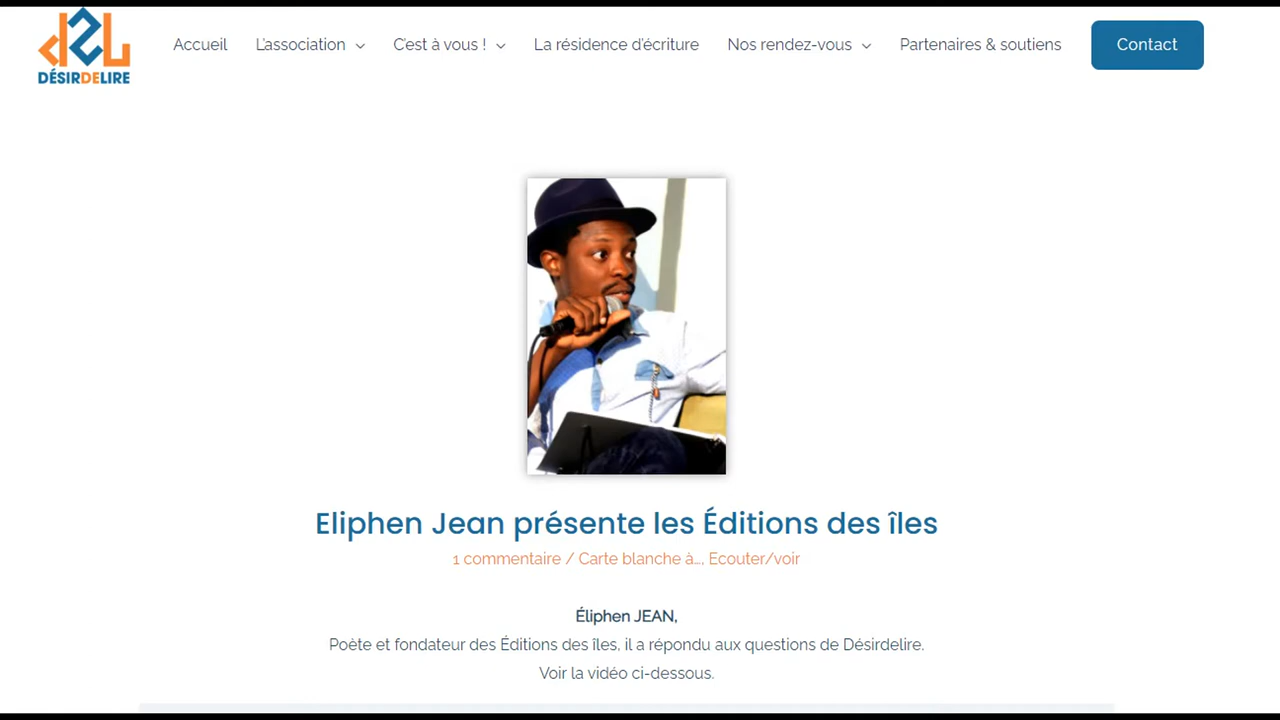 DÉSIRDELIRE
Accueil
L'association
C'est à vous !
La résidence d'écriture
Nos rendez-vous
Partenaires & soutiens
Contact
Eliphen Jean présente les Éditions des îles
1 commentaire / Carte blanche à..., Ecouter/voir
Éliphen JEAN,
Poète et fondateur des Éditions des îles, il a répondu aux questions de Désirdelire.
Voir la vidéo ci-dessous.